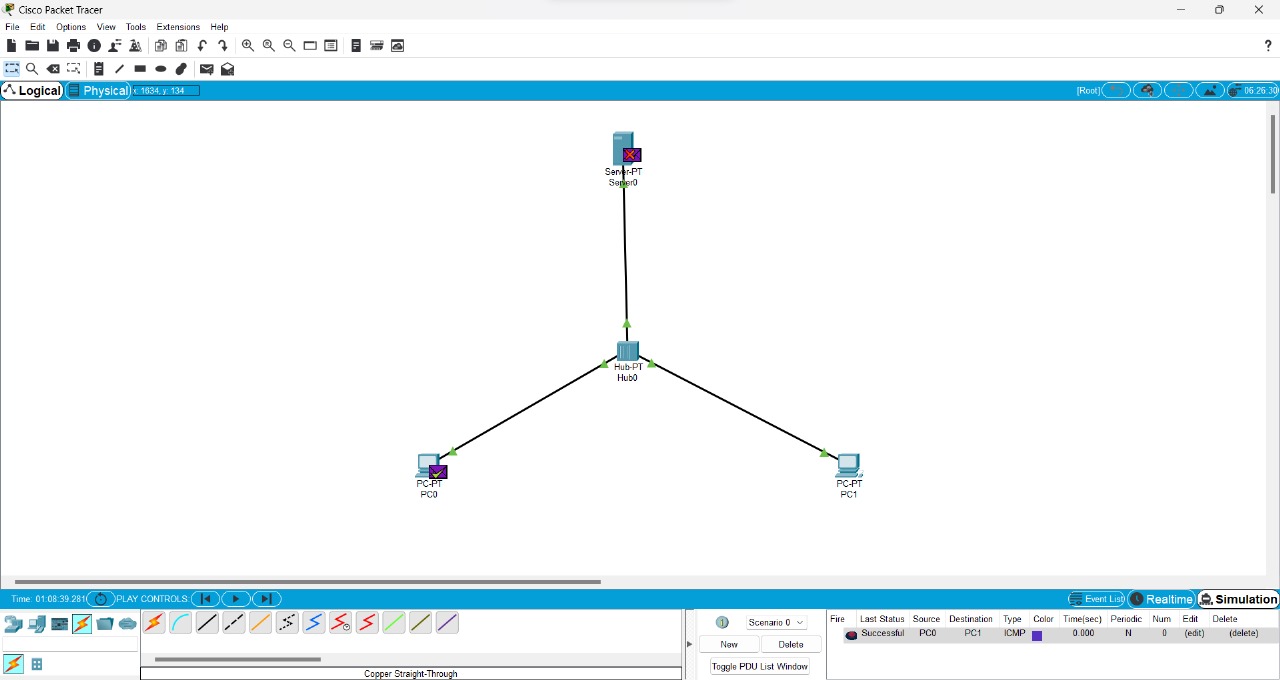 Cisco Packet Tracer
File Edit Options View Tools Extensions Help
?
Logical Physical x: 1634, y: 134 [Root] 06:26:30
Server-PT
Server0
Hub-PT
Hub0
PC-PT
PC0
PC-PT
PC1
Time: 01:08:39.281 PLAY CONTROLS: Event List Realtime Simulation
Scenario 0
New Delete
Toggle PDU List Window
Fire Last Status Source Destination Type Color Time(sec) Periodic Num Edit Delete
Successful PC0 PC1 ICMP 0.000 N 0 (edit) (delete)
Copper Straight-Through